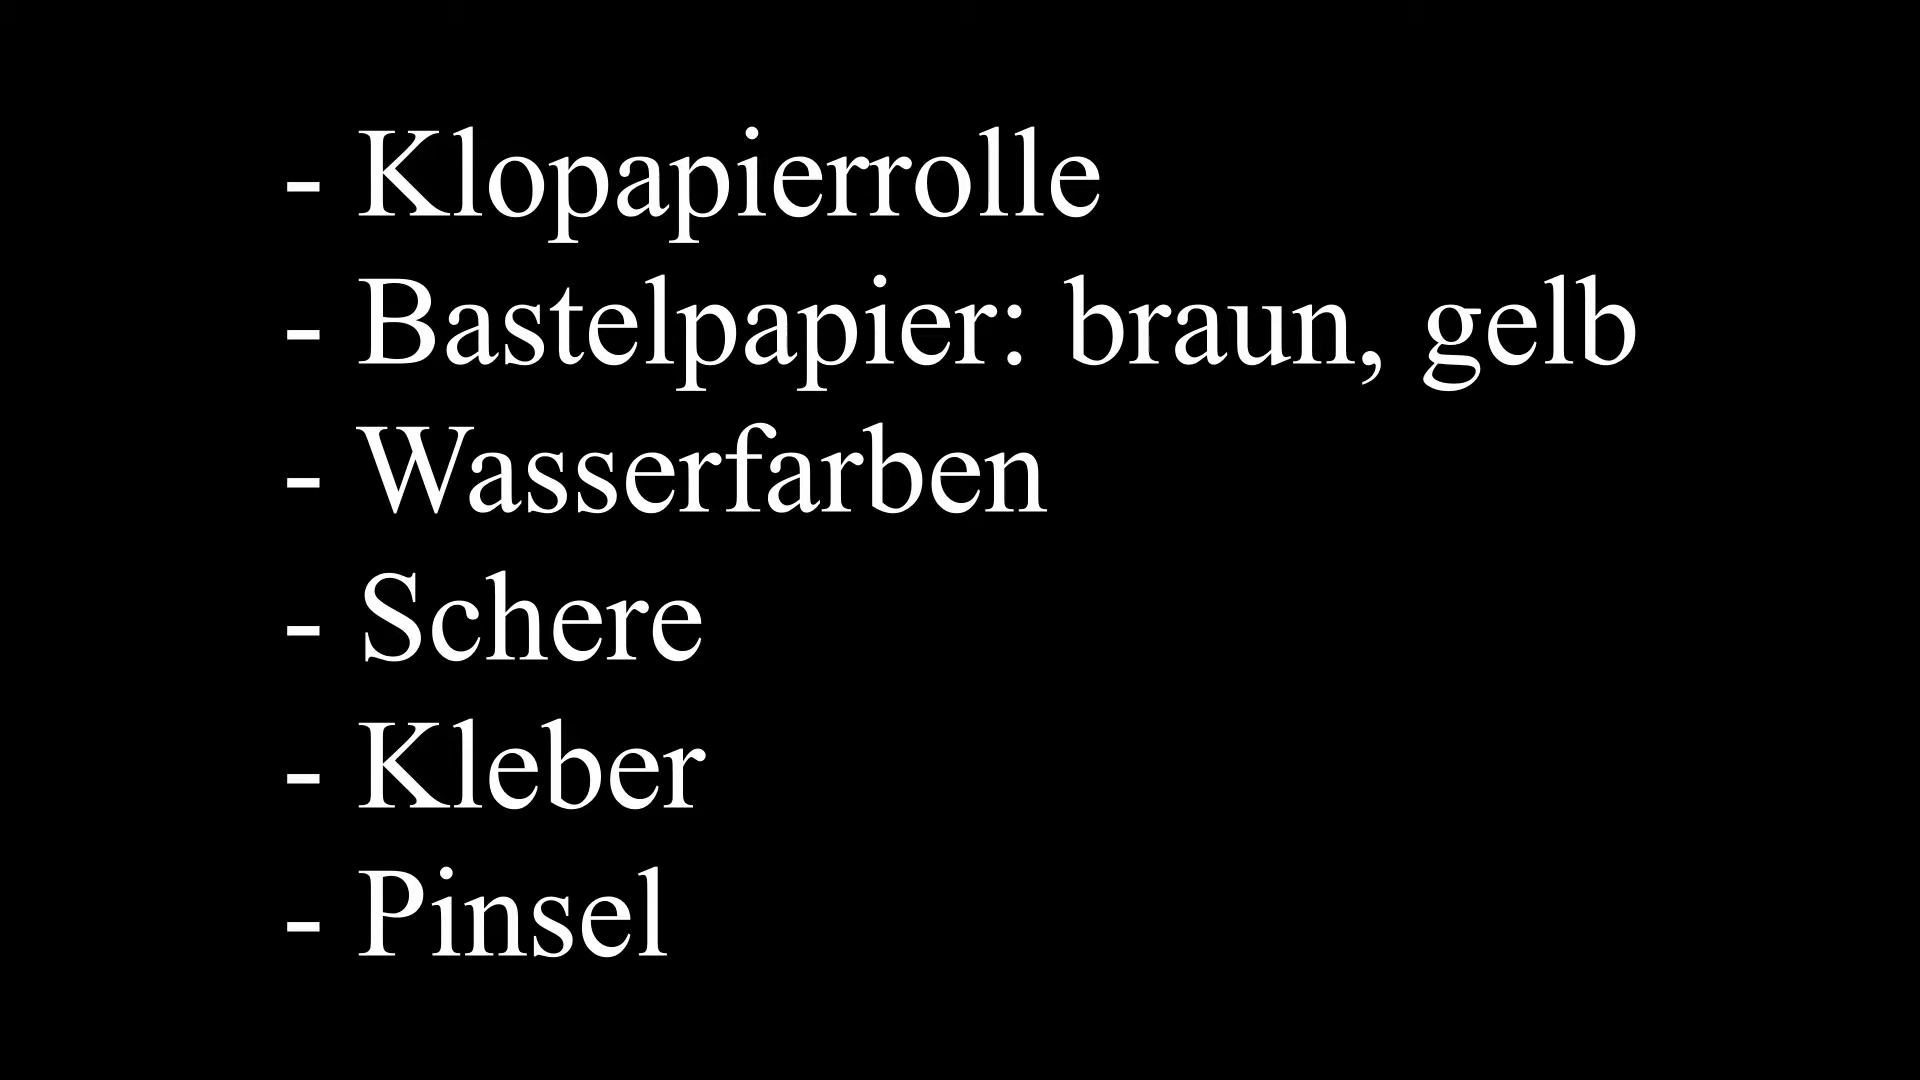 - Klopapierrolle
- Bastelpapier: braun, gelb
- Wasserfarben
- Schere
- Kleber
- Pinsel